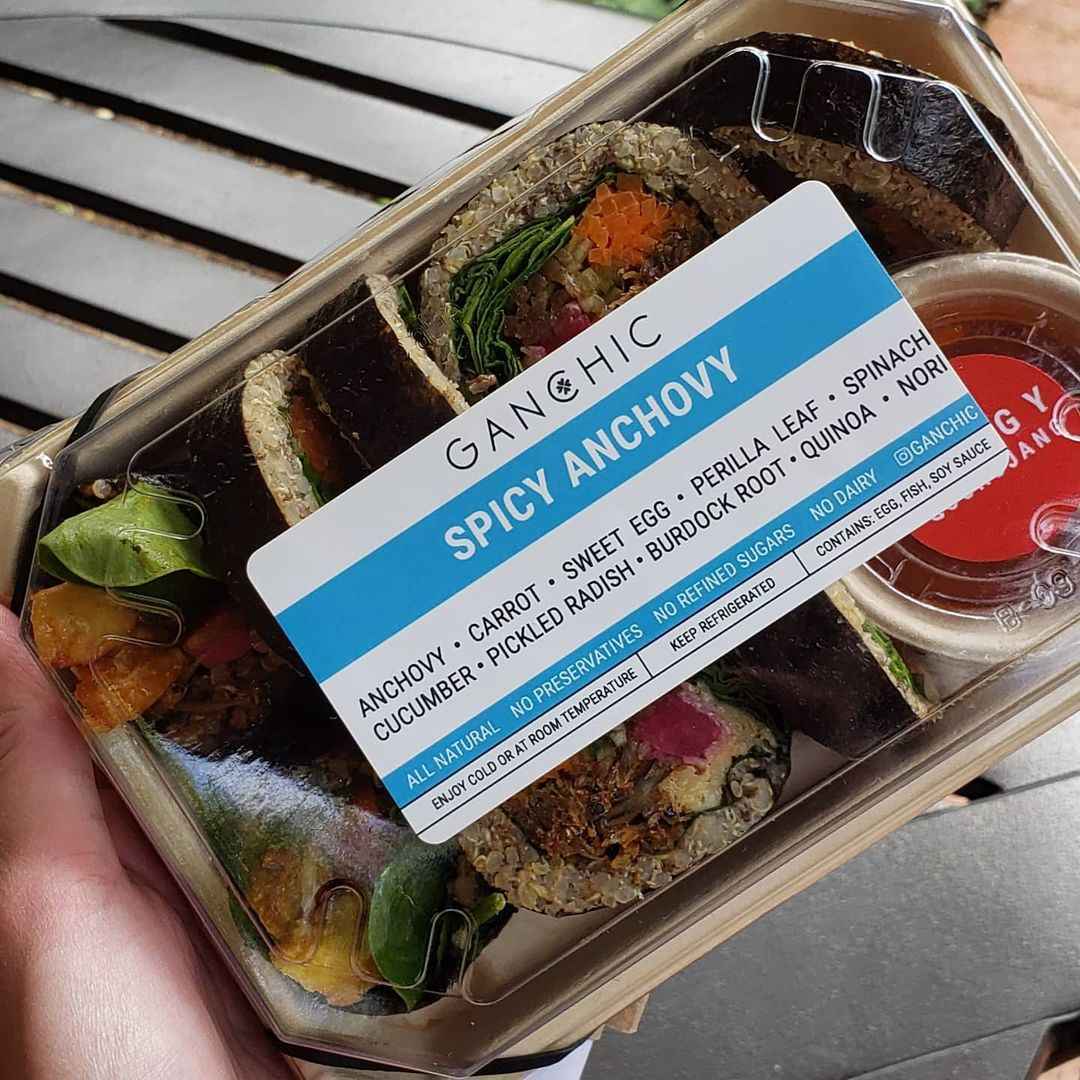 GANCHIC
SPICY ANCHOVY
ANCHOVY • CARROT • SWEET EGG • PERILLA LEAF • SPINACH
CUCUMBER • PICKLED RADISH • BURDOCK ROOT • QUINOA • NORI
ALL NATURAL NO PRESERVATIVES NO REFINED SUGARS NO DAIRY @GANCHIC
ENJOY COLD OR AT ROOM TEMPERATURE KEEP REFRIGERATED CONTAINS: EGG, FISH, SOY SAUCE